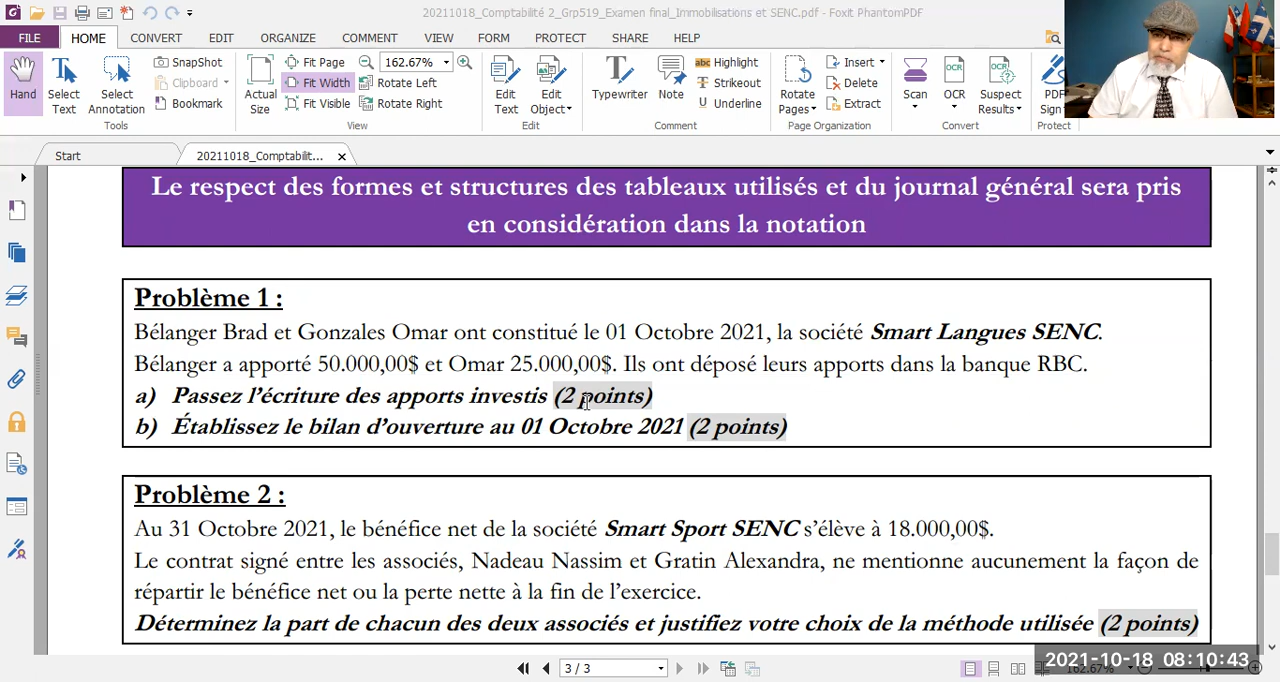 20211018_Comptabilité 2_Grp519_Examen final_Immobilisations et SENC.pdf - Foxit PhantomPDF
FILE HOME CONVERT EDIT ORGANIZE COMMENT VIEW FORM PROTECT SHARE HELP
Hand
Select Text
Select Annotation
SnapShot
Clipboard
Bookmark
Tools
Actual Size
Fit Page
Fit Width
Fit Visible
162.67%
Rotate Left
Rotate Right
View
Edit Text
Edit Object
Edit
Typewriter
Note
Highlight
Strikeout
Underline
Comment
Rotate Pages
Insert
Delete
Extract
Page Organization
Scan
OCR
Suspect Results
Convert
PDF Sign
Protect
Start
20211018_Comptabilit...
Le respect des formes et structures des tableaux utilisés et du journal général sera pris
en considération dans la notation
Problème 1 :
Bélanger Brad et Gonzales Omar ont constitué le 01 Octobre 2021, la société Smart Langues SENC.
Bélanger a apporté 50.000,00$ et Omar 25.000,00$. Ils ont déposé leurs apports dans la banque RBC.
a) Passez l’écriture des apports investis (2 points)
b) Établissez le bilan d’ouverture au 01 Octobre 2021 (2 points)
Problème 2 :
Au 31 Octobre 2021, le bénéfice net de la société Smart Sport SENC s’élève à 18.000,00$.
Le contrat signé entre les associés, Nadeau Nassim et Gratin Alexandra, ne mentionne aucunement la façon de
répartir le bénéfice net ou la perte nette à la fin de l’exercice.
Déterminez la part de chacun des deux associés et justifiez votre choix de la méthode utilisée (2 points)
3 / 3
2021-10-18 08:10:43
162.67%